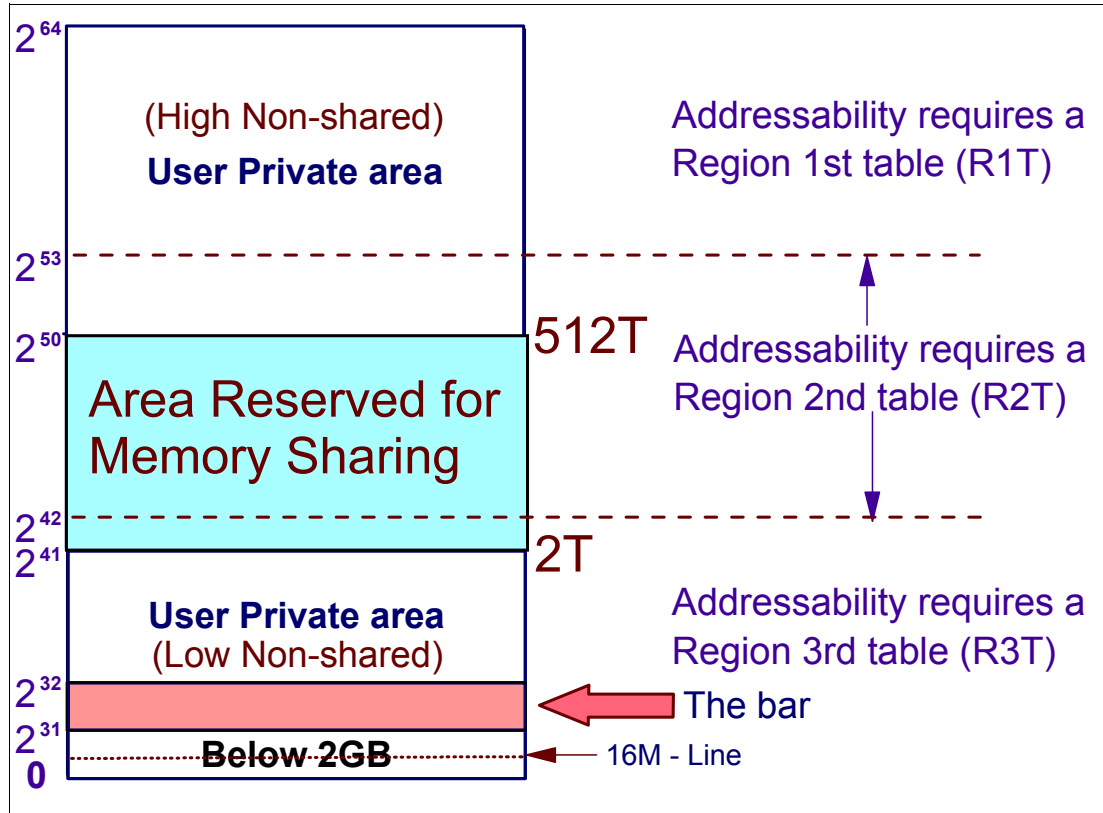 2^64
(High Non-shared)
User Private area
Addressability requires a
Region 1st table (R1T)
2^53
2^50
512T
Area Reserved for
Memory Sharing
Addressability requires a
Region 2nd table (R2T)
2^42
2^41
2T
User Private area
(Low Non-shared)
Addressability requires a
Region 3rd table (R3T)
2^32
The bar
2^31
Below 2GB
16M - Line
0